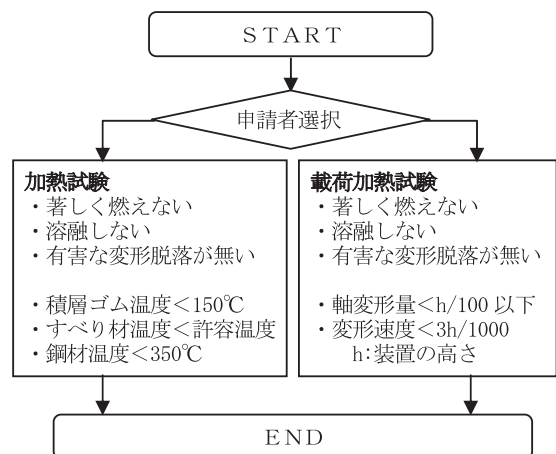 START
申請者選択
加熱試験
・著しく燃えない
・溶融しない
・有害な変形脱落が無い
・積層ゴム温度<150℃
・すべり材温度<許容温度
・鋼材温度<350℃
載荷加熱試験
・著しく燃えない
・溶融しない
・有害な変形脱落が無い
・軸変形量<h/100 以下
・変形速度<3h/1000
h:装置の高さ
END